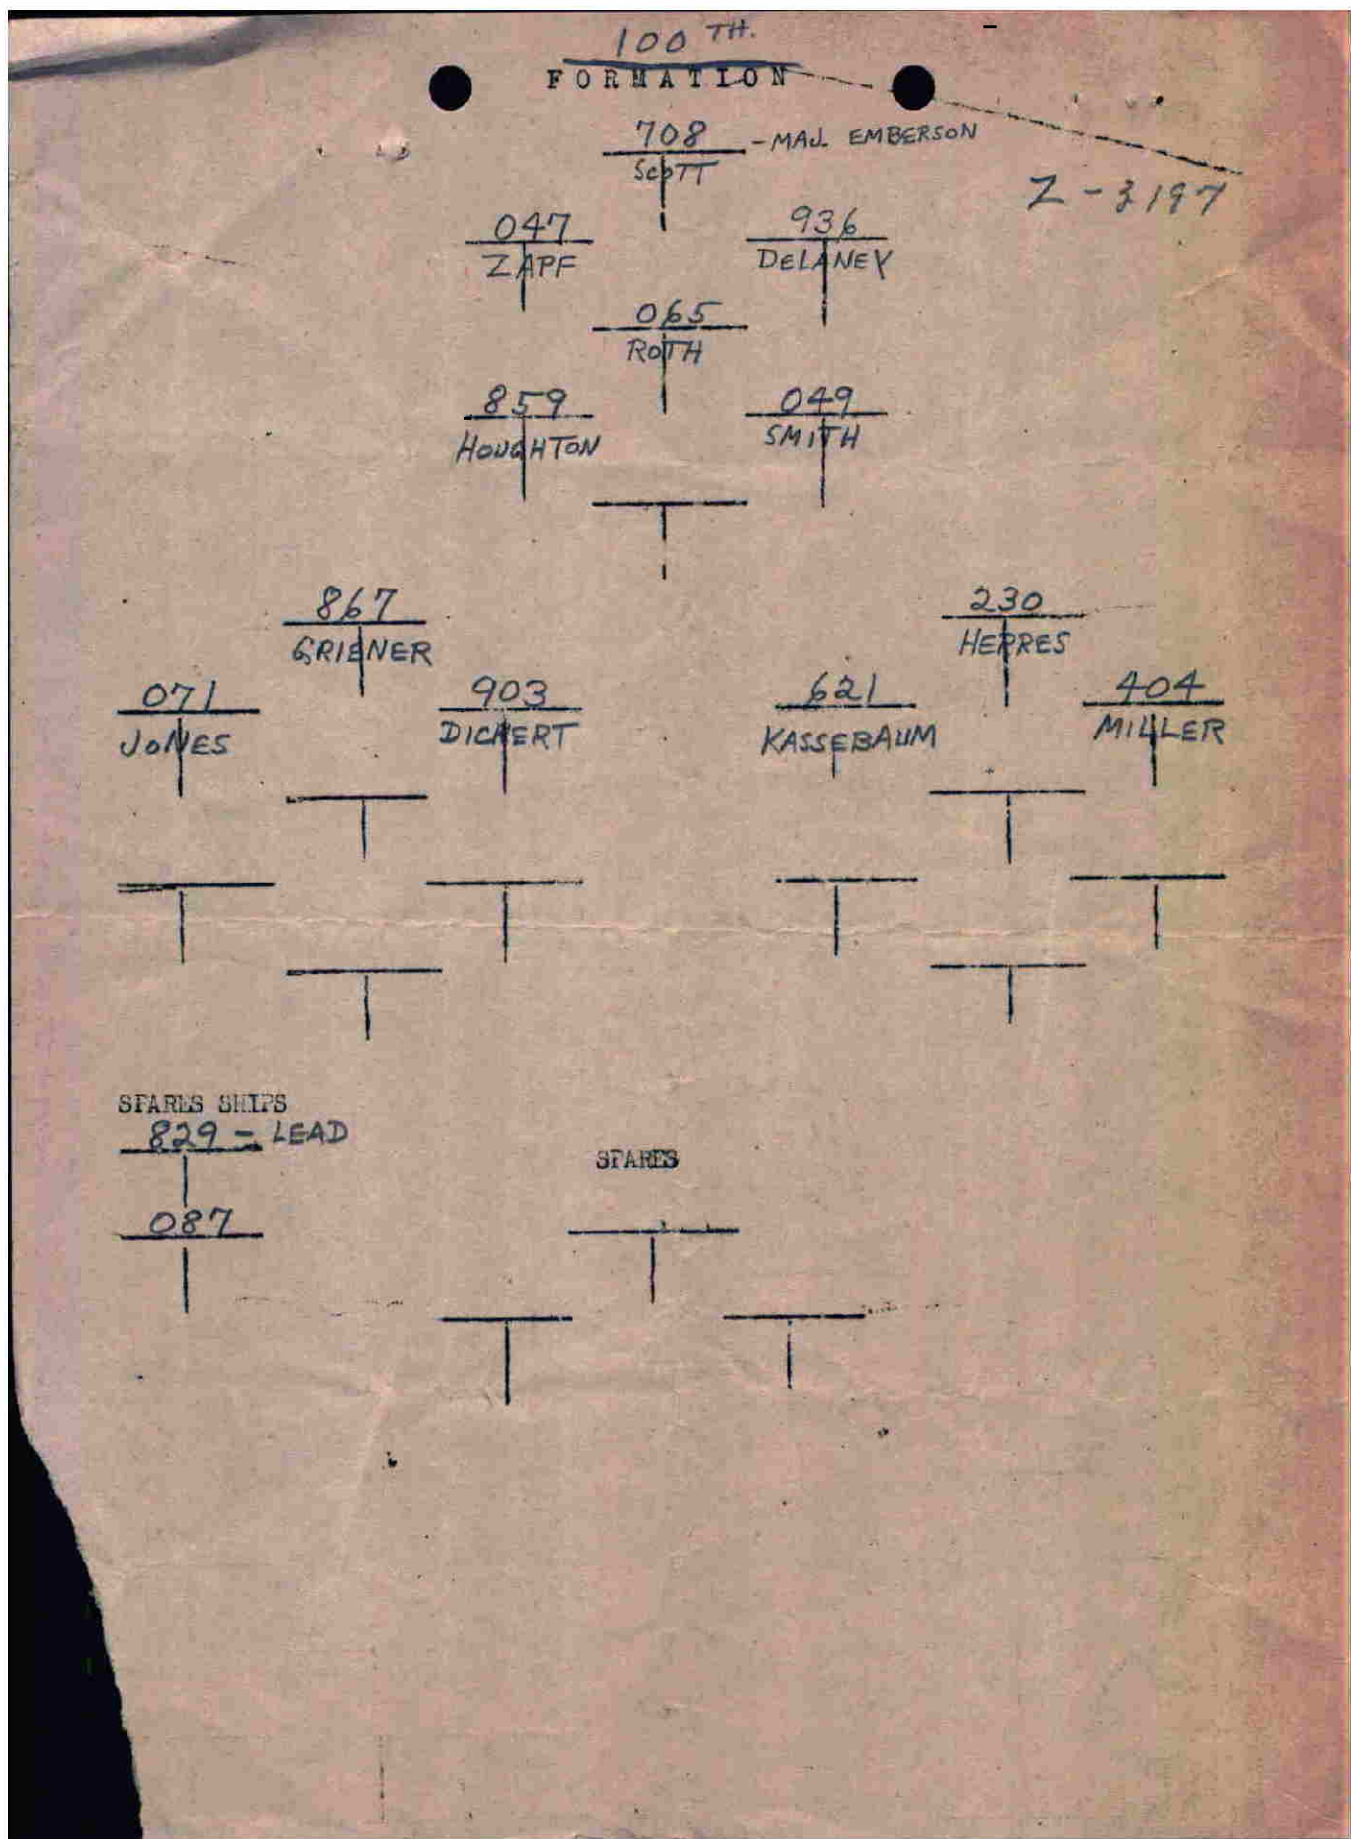 100 TH.
FORMATION
708 - MAJ. EMBERSON
SCOTT
Z-3197
047
ZAPF
936
DELANEY
065
ROTH
859
HOUGHTON
049
SMITH
867
GRIENER
230
HERRES
071
JONES
903
DICKERT
621
KASSEBAUM
404
MILLER
SPARES SHIPS
829 - LEAD
087
SPARES